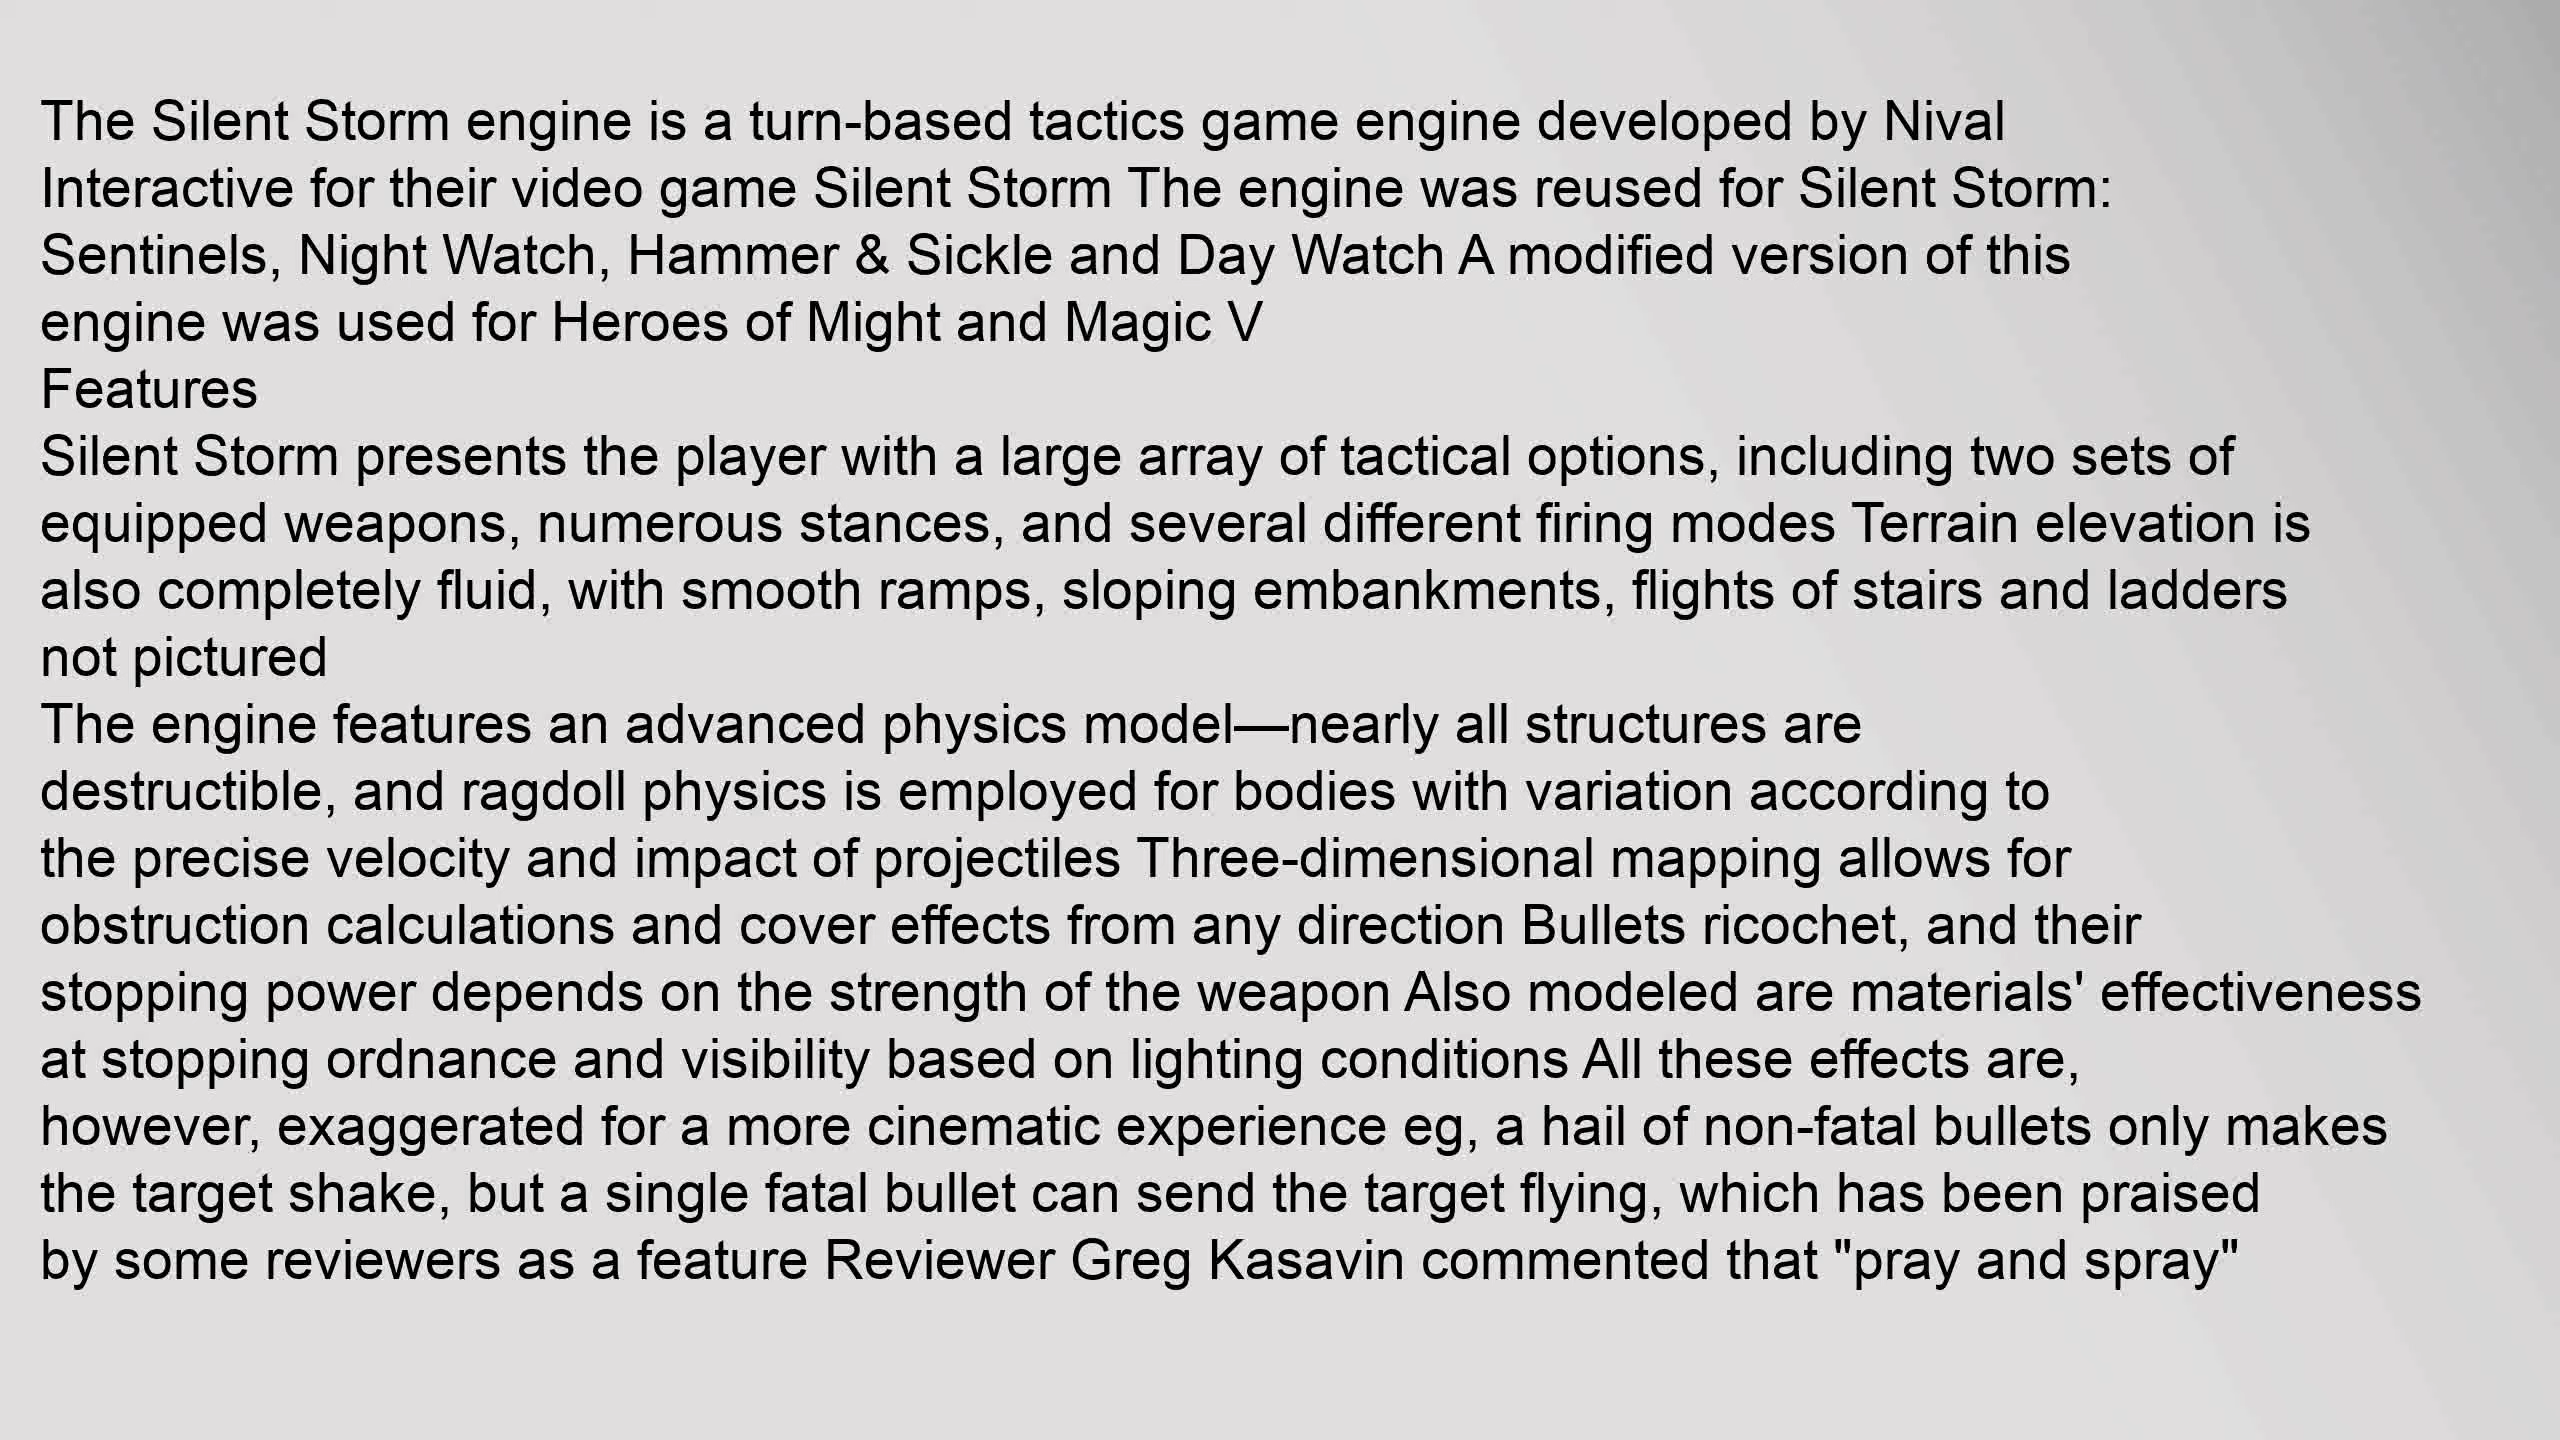 The Silent Storm engine is a turn-based tactics game engine developed by Nival
Interactive for their video game Silent Storm The engine was reused for Silent Storm:
Sentinels, Night Watch, Hammer & Sickle and Day Watch A modified version of this
engine was used for Heroes of Might and Magic V
Features
Silent Storm presents the player with a large array of tactical options, including two sets of
equipped weapons, numerous stances, and several different firing modes Terrain elevation is
also completely fluid, with smooth ramps, sloping embankments, flights of stairs and ladders
not pictured
The engine features an advanced physics model—nearly all structures are
destructible, and ragdoll physics is employed for bodies with variation according to
the precise velocity and impact of projectiles Three-dimensional mapping allows for
obstruction calculations and cover effects from any direction Bullets ricochet, and their
stopping power depends on the strength of the weapon Also modeled are materials' effectiveness
at stopping ordnance and visibility based on lighting conditions All these effects are,
however, exaggerated for a more cinematic experience eg, a hail of non-fatal bullets only makes
the target shake, but a single fatal bullet can send the target flying, which has been praised
by some reviewers as a feature Reviewer Greg Kasavin commented that "pray and spray"